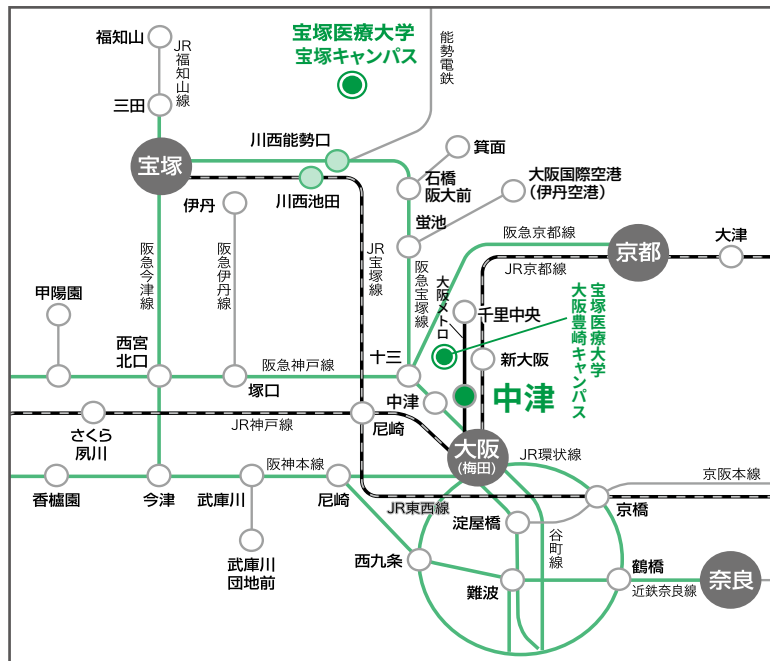 福知山
JR福知山線
宝塚医療大学
宝塚キャンパス
能勢電鉄
三田
川西能勢口
箕面
宝塚
石橋
阪大前
大阪国際空港
(伊丹空港)
川西池田
伊丹
蛍池
阪急京都線
京都
大津
阪急今津線
阪急伊丹線
JR宝塚線
阪急宝塚線
JR京都線
大阪メトロ
甲陽園
千里中央
宝塚医療大学
大阪豊崎キャンパス
西宮
北口
阪急神戸線
十三
新大阪
塚口
中津
中津
さくら
夙川
JR神戸線
尼崎
大阪
(梅田)
JR環状線
阪神本線
京阪本線
香櫨園
今津
武庫川
尼崎
JR東西線
淀屋橋
京橋
谷町線
武庫川
団地前
西九条
難波
鶴橋
近鉄奈良線
奈良